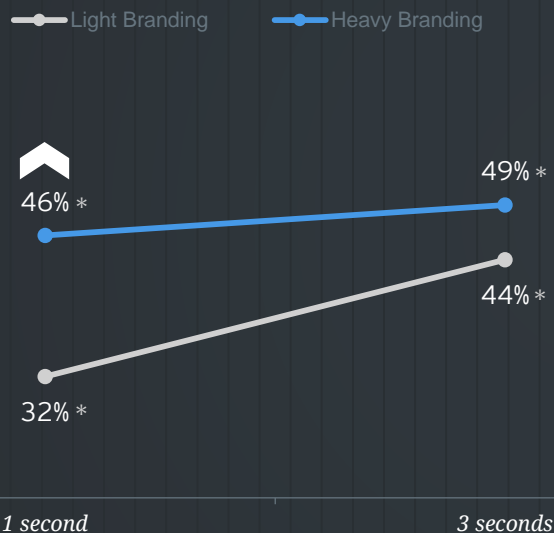 Light Branding
Heavy Branding
49% *
46% *
44% *
32% *
1 second
3 seconds